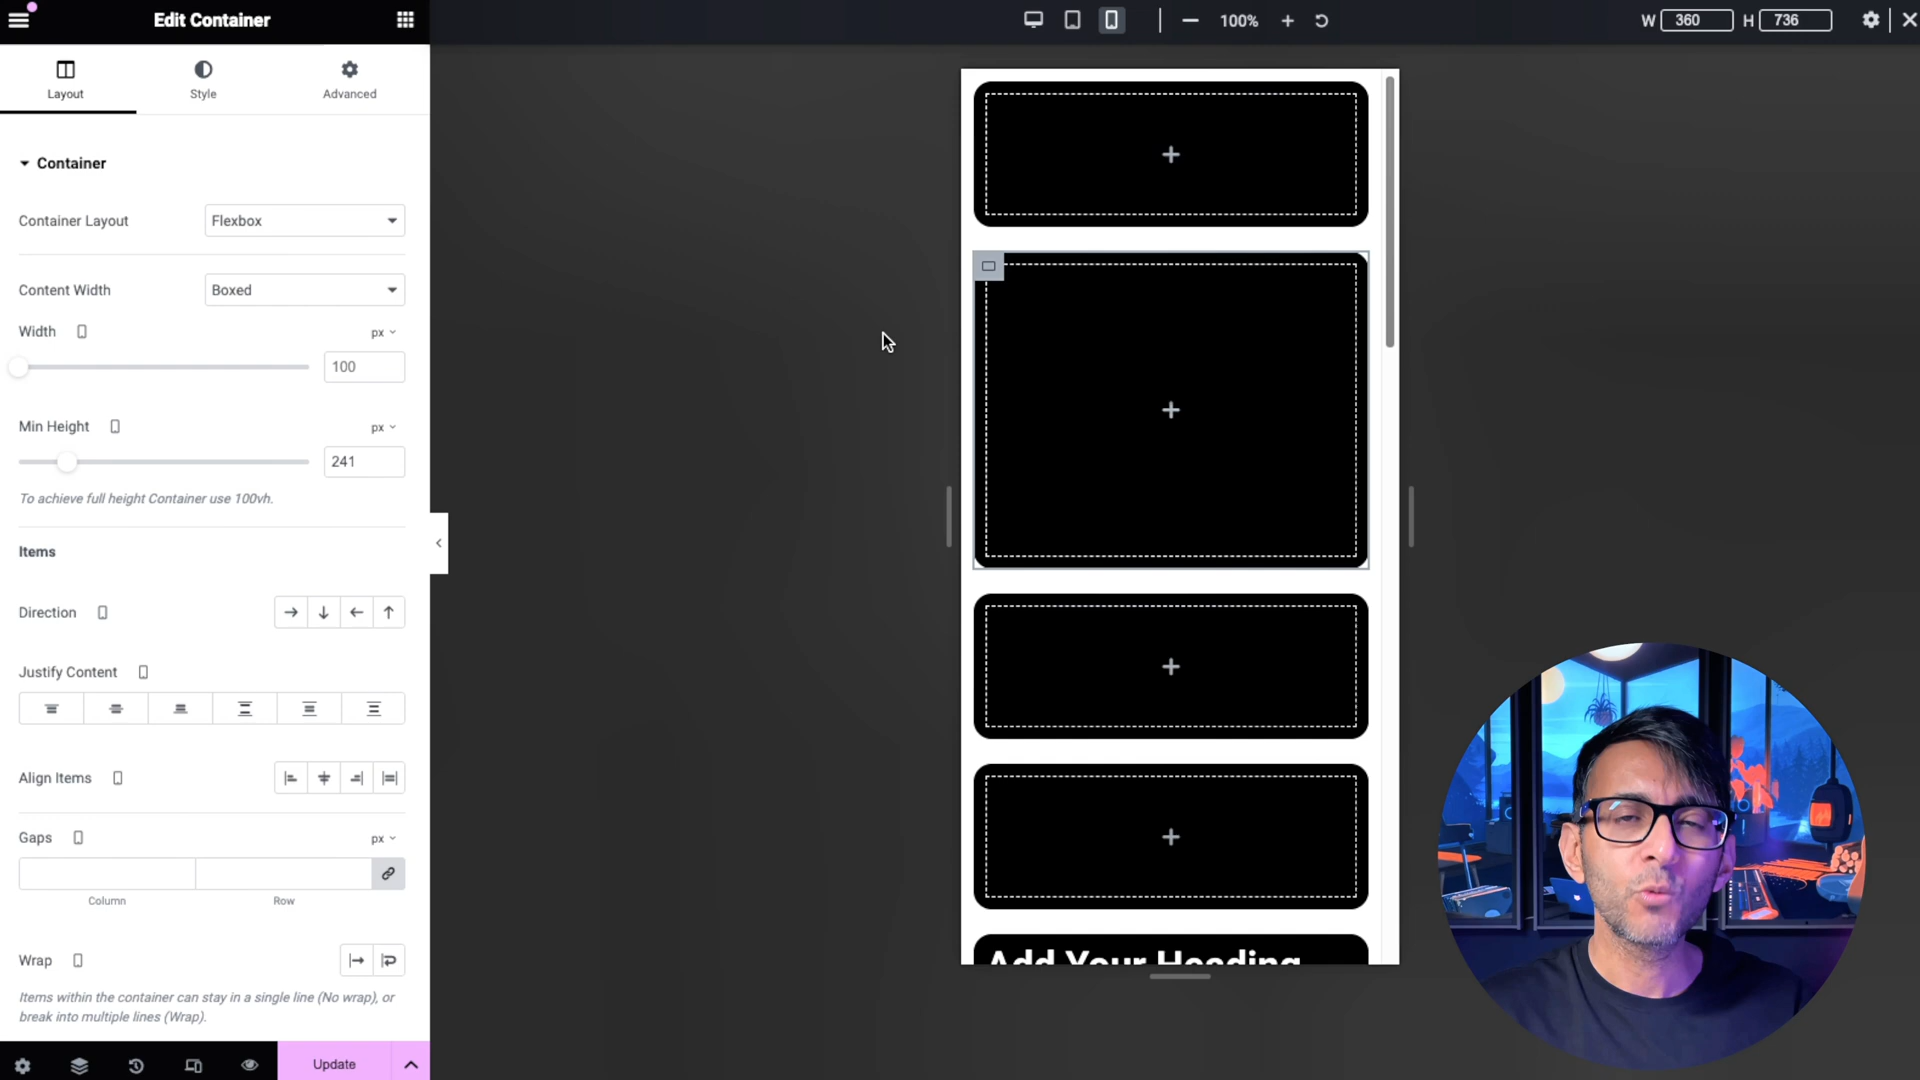 Edit Container
100%
W 360 H 736
Layout
Style
Advanced
Container
Container Layout
Flexbox
Content Width
Boxed
Width
px
100
Min Height
px
241
To achieve full height Container use 100vh.
Items
Direction
Justify Content
Align Items
Gaps
px
Column
Row
Wrap
Items within the container can stay in a single line (No wrap), or
break into multiple lines (Wrap).
Update
Add Your Heading